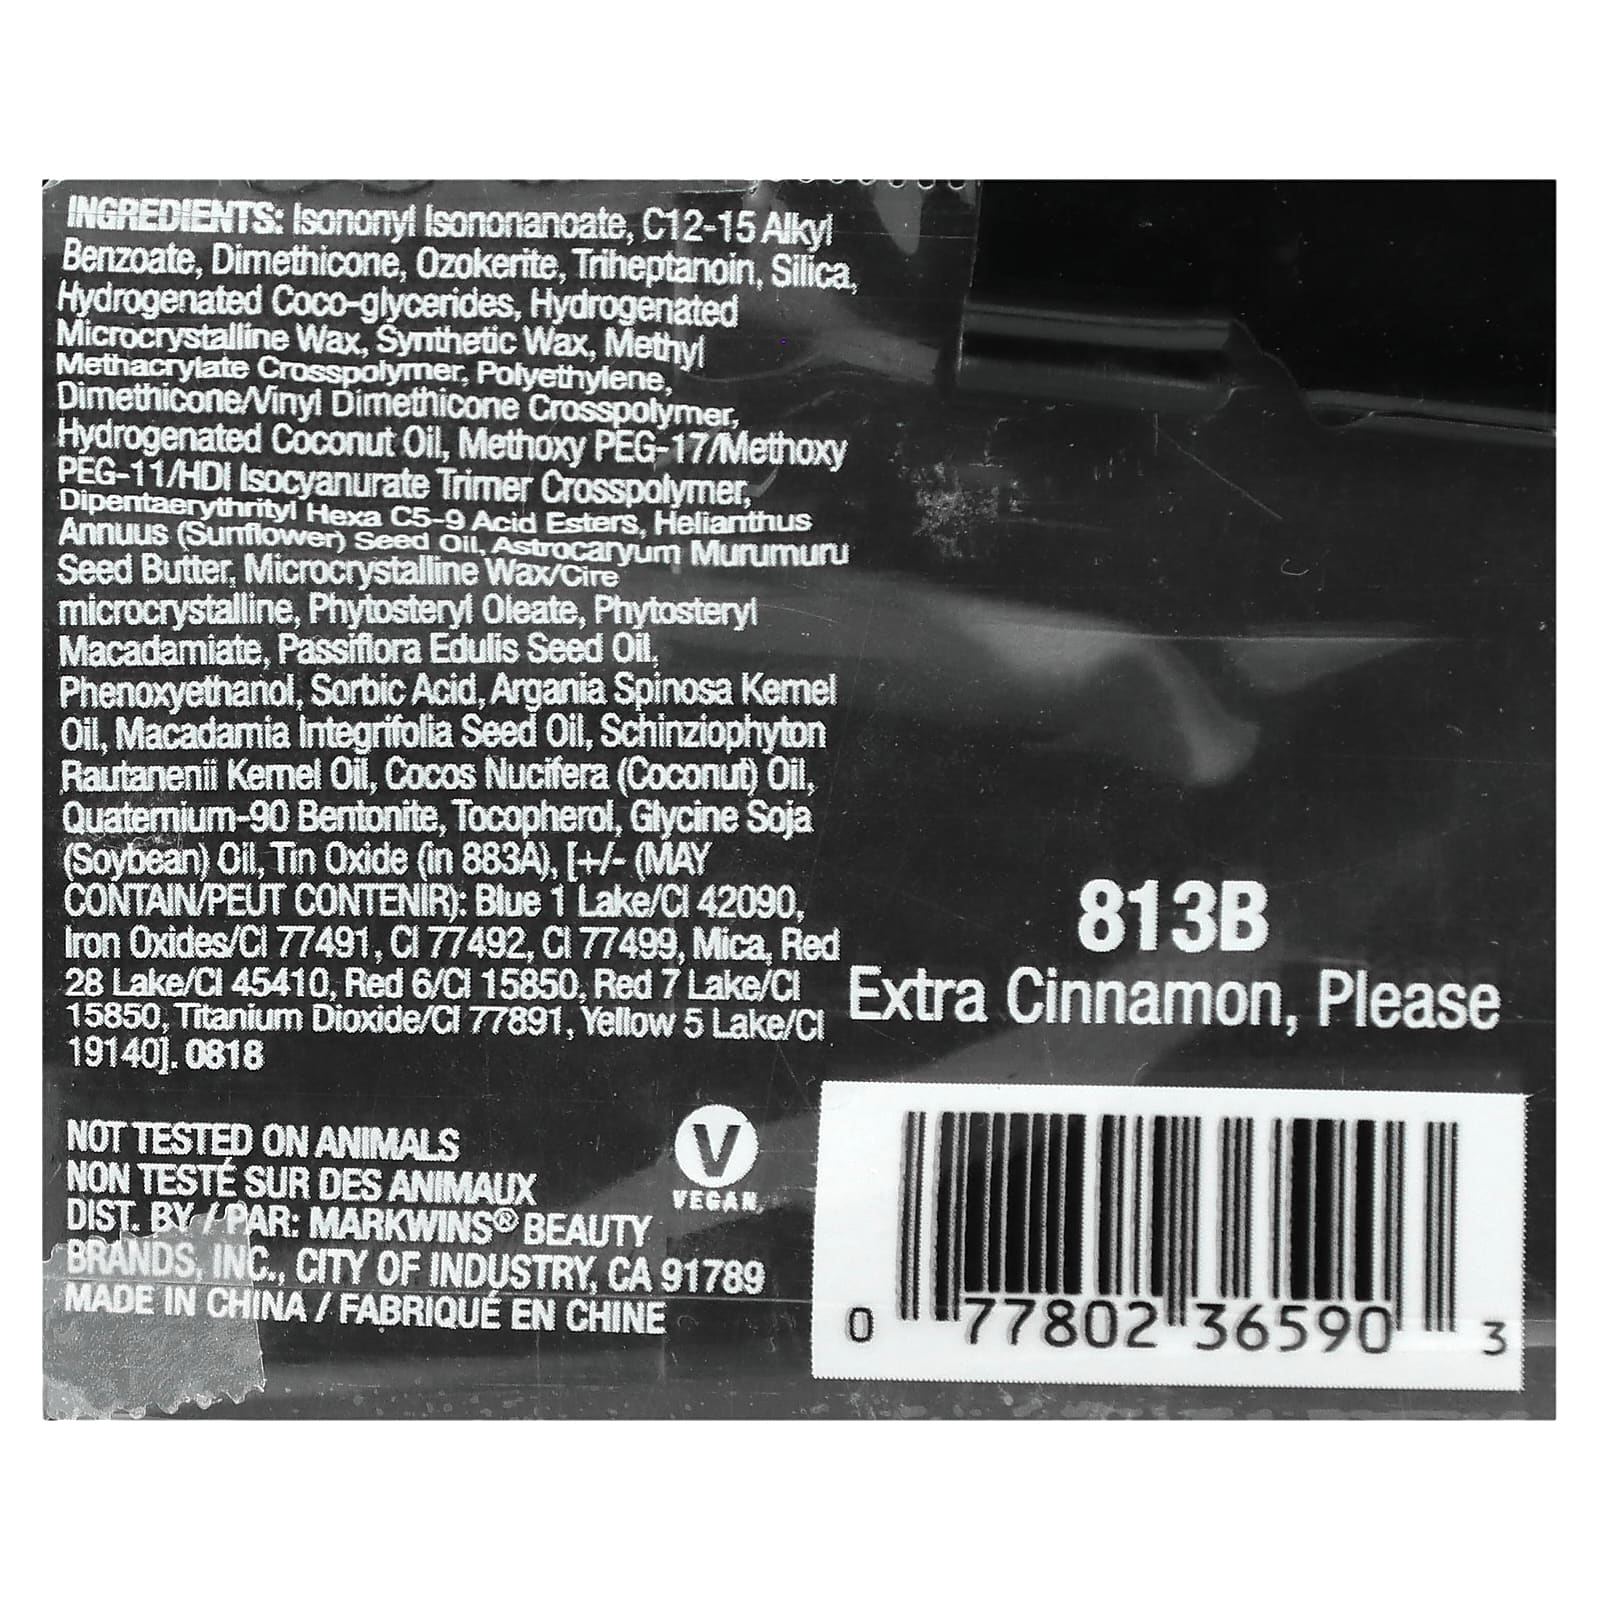 INGREDIENTS: Isononyl Isononanoate, C12-15 Alkyl
Benzoate, Dimethicone, Ozokerite, Triheptanoin, Silica,
Hydrogenated Coco-glycerides, Hydrogenated
Microcrystalline Wax, Synthetic Wax, Methyl
Methacrylate Crosspolymer, Polyethylene,
Dimethicone/Vinyl Dimethicone Crosspolymer,
Hydrogenated Coconut Oil, Methoxy PEG-17/Methoxy
PEG-11/HDI Isocyanurate Trimer Crosspolymer,
Dipentaerythrityl Hexa C5-9 Acid Esters, Helianthus
Annuus (Sunflower) Seed Oil, Astrocaryum Murumuru
Seed Butter, Microcrystalline Wax/Cire
microcrystalline, Phytosteryl Oleate, Phytosteryl
Macadamiate, Passiflora Edulis Seed Oil,
Phenoxyethanol, Sorbic Acid, Argania Spinosa Kernel
Oil, Macadamia Integrifolia Seed Oil, Schinziophyton
Rautanenii Kernel Oil, Cocos Nucifera (Coconut) Oil,
Quaternium-90 Bentonite, Tocopherol, Glycine Soja
(Soybean) Oil, Tin Oxide (in 883A), [+/- (MAY
CONTAIN/PEUT CONTENIR): Blue 1 Lake/CI 42090,
Iron Oxides/CI 77491, CI 77492, CI 77499, Mica, Red
28 Lake/CI 45410, Red 6/CI 15850, Red 7 Lake/CI
15850, Titanium Dioxide/CI 77891, Yellow 5 Lake/CI
19140]. 0818
NOT TESTED ON ANIMALS
NON TESTÉ SUR DES ANIMAUX
DIST. BY / PAR: MARKWINS® BEAUTY
BRANDS, INC., CITY OF INDUSTRY, CA 91789
MADE IN CHINA / FABRIQUÉ EN CHINE
V
VEGAN
813B
Extra Cinnamon, Please
0 77802 36590 3